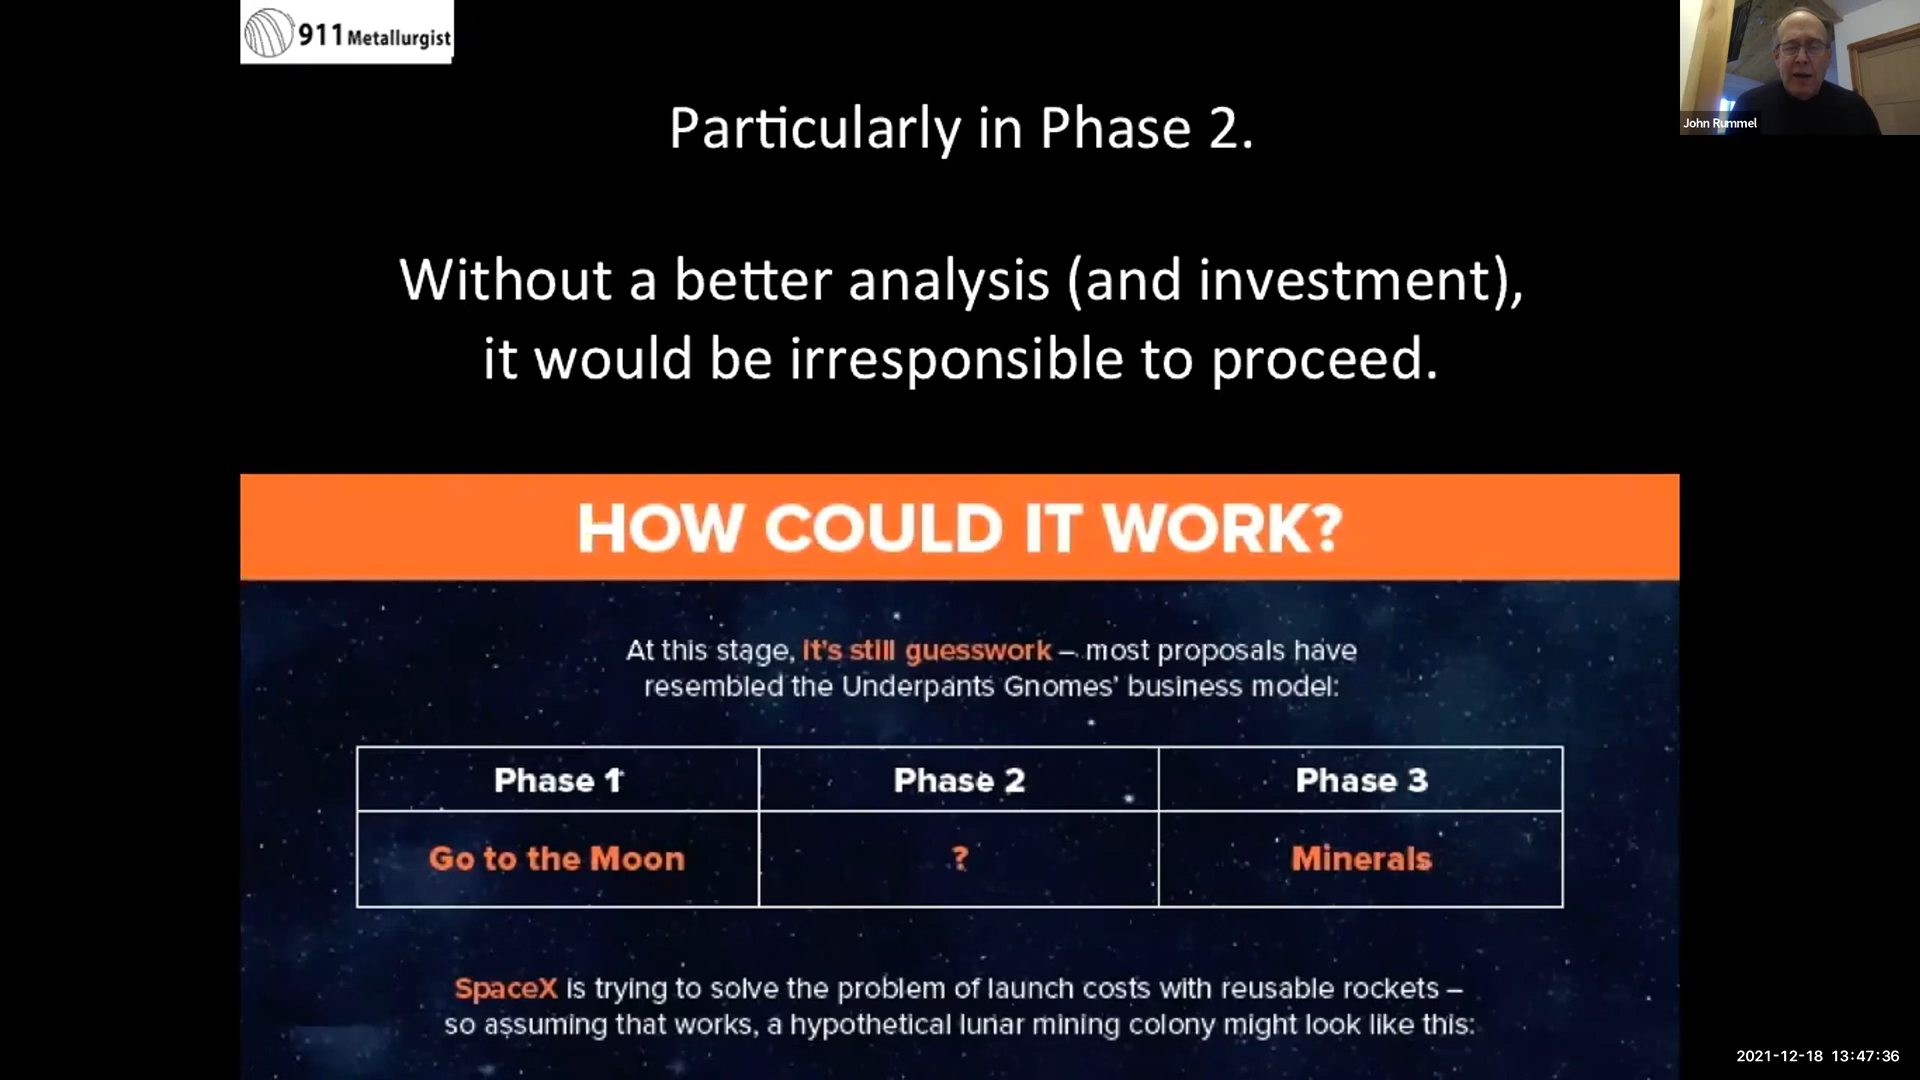 911 Metallurgist
John Rummel
Particularly in Phase 2.
Without a better analysis (and investment),
it would be irresponsible to proceed.
HOW COULD IT WORK?
At this stage, it's still guesswork – most proposals have
resembled the Underpants Gnomes' business model:
Phase 1 Phase 2 Phase 3
Go to the Moon ? Minerals
SpaceX is trying to solve the problem of launch costs with reusable rockets –
so assuming that works, a hypothetical lunar mining colony might look like this:
2021-12-18 13:47:36